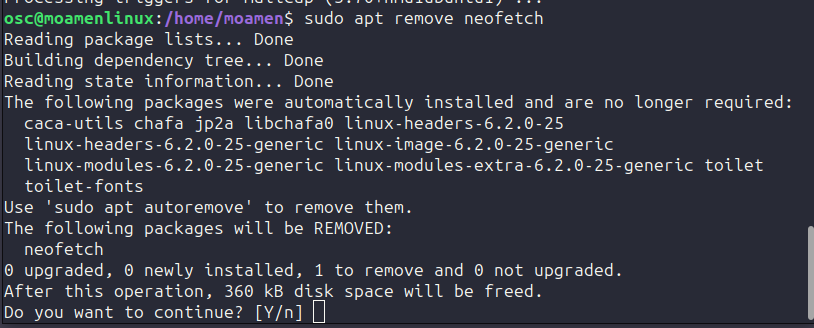 osc@moamenlinux:/home/moamen$ sudo apt remove neofetch
Reading package lists... Done
Building dependency tree... Done
Reading state information... Done
The following packages were automatically installed and are no longer required:
  caca-utils chafa jp2a libchafa0 linux-headers-6.2.0-25
  linux-headers-6.2.0-25-generic linux-image-6.2.0-25-generic
  linux-modules-6.2.0-25-generic linux-modules-extra-6.2.0-25-generic toilet
  toilet-fonts
Use 'sudo apt autoremove' to remove them.
The following packages will be REMOVED:
  neofetch
0 upgraded, 0 newly installed, 1 to remove and 0 not upgraded.
After this operation, 360 kB disk space will be freed.
Do you want to continue? [Y/n]